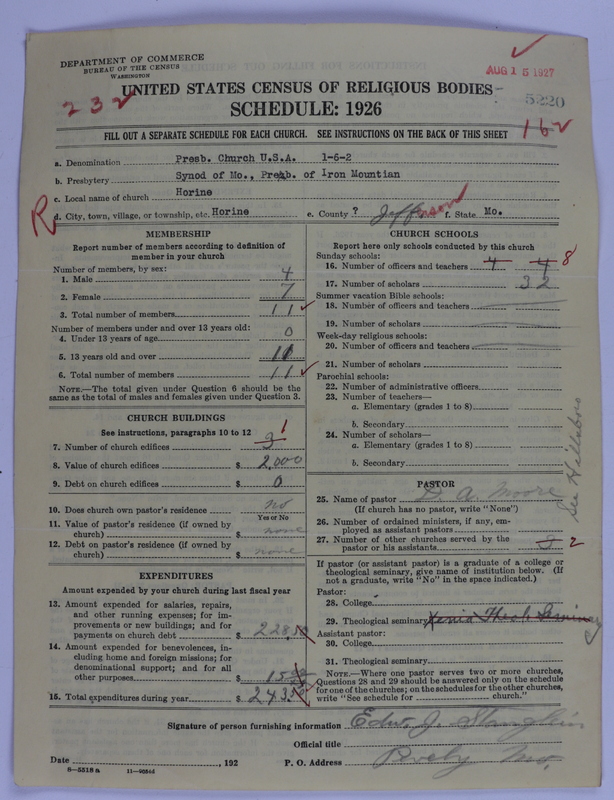 DEPARTMENT OF COMMERCE
BUREAU OF THE CENSUS
WASHINGTON
AUG 15 1927
UNITED STATES CENSUS OF RELIGIOUS BODIES
232
5220
SCHEDULE: 1926
162
FILL OUT A SEPARATE SCHEDULE FOR EACH CHURCH. SEE INSTRUCTIONS ON THE BACK OF THIS SHEET
a. Denomination Presb. Church U.S.A. 1-6-2
b. Presbytery Synod of Mo., Presb. of Iron Mountian
c. Local name of church Horine
R
d. City, town, village, or township, etc. Horine e. County ? Jefferson f. State Mo.
MEMBERSHIP
Report number of members according to definition of
member in your church
Number of members, by sex:
1. Male 4
2. Female 7
3. Total number of members 11
Number of members under and over 13 years old:
4. Under 13 years of age 0
5. 13 years old and over 11
6. Total number of members 11
NOTE.—The total given under Question 6 should be
same as the total of males and females given under Question 3.
CHURCH BUILDINGS
See instructions, paragraphs 10 to 12
7. Number of church edifices 3 1
8. Value of church edifices $ 2,000
9. Debt on church edifices $ 0
10. Does church own pastor's residence no
Yes or No
11. Value of pastor's residence (if owned by
church) $ none
12. Debt on pastor's residence (if owned by
church) $ none
EXPENDITURES
Amount expended by your church during last fiscal year
13. Amount expended for salaries, repairs,
and other running expenses; for im-
provements or new buildings; and for
payments on church debt $ 228.50
14. Amount expended for benevolences, in-
cluding home and foreign missions; for
denominational support; and for all
other purposes $ 15
15. Total expenditures during year $ 243
CHURCH SCHOOLS
Report here only schools conducted by this church
Sunday schools:
16. Number of officers and teachers 4 4 8
17. Number of scholars 32
Summer vacation Bible schools:
18. Number of officers and teachers
19. Number of scholars
Week-day religious schools:
20. Number of officers and teachers
21. Number of scholars
Parochial schools:
22. Number of administrative officers
23. Number of teachers—
a. Elementary (grades 1 to 8)
b. Secondary
24. Number of scholars—
a. Elementary (grades 1 to 8)
b. Secondary
See Hillsboro
PASTOR
25. Name of pastor D. A. Moore
(If church has no pastor, write "None")
26. Number of ordained ministers, if any, em-
ployed as assistant pastors
27. Number of other churches served by the
pastor or his assistants 3 2
If pastor (or assistant pastor) is a graduate of a college or
theological seminary, give name of institution below. (If
not a graduate, write "No" in the space indicated.)
Pastor:
28. College
29. Theological seminary Xenia Theol. Seminary
Assistant pastor:
30. College
31. Theological seminary
NOTE.—Where one pastor serves two or more churches,
Questions 28 and 29 should be answered only on the schedule
for one of the churches; on the schedules for the other churches,
write "See schedule for church."
Signature of person furnishing information Edw. J.
Official title
Date , 192 P. O. Address Mo.
8—5518 a